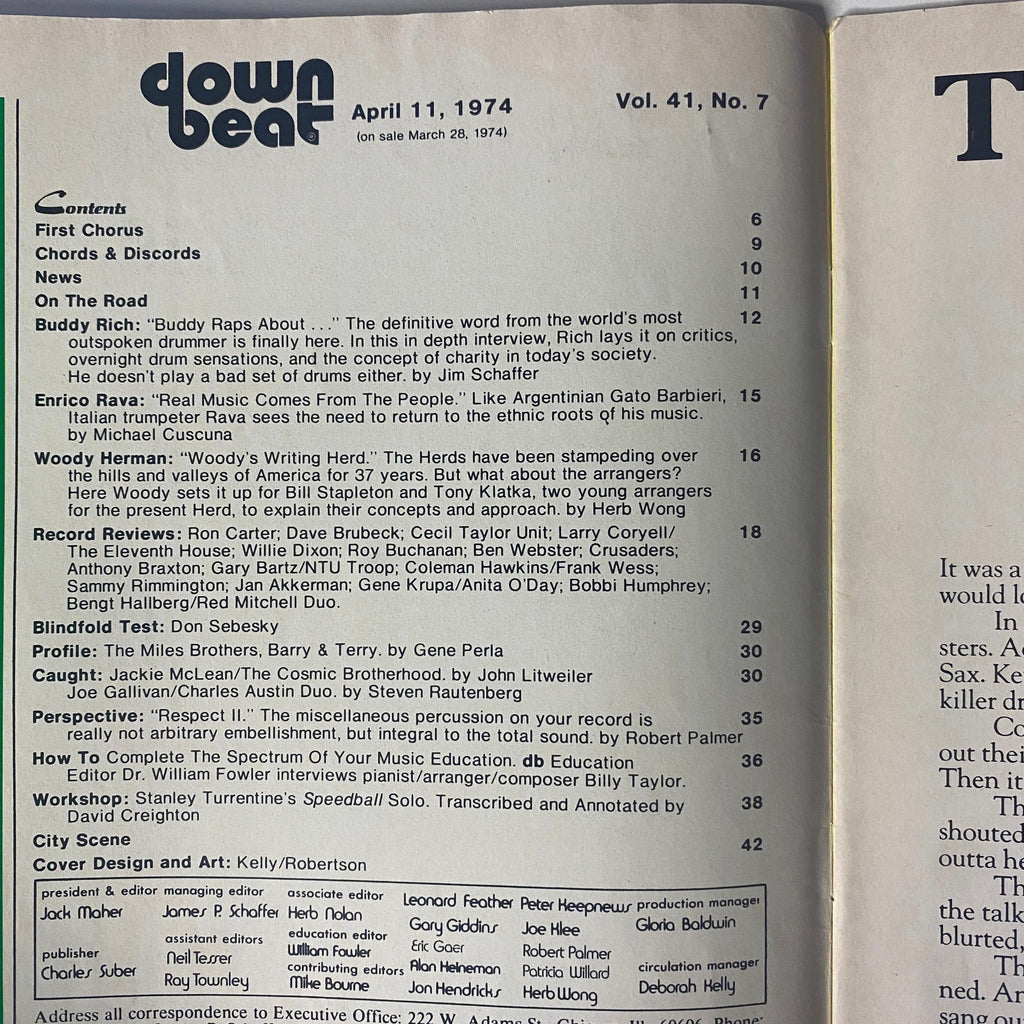 down
beat
April 11, 1974
(on sale March 28, 1974)
Vol. 41, No. 7
Contents
First Chorus 6
Chords & Discords 9
News 10
On The Road 11
Buddy Rich: “Buddy Raps About . . .” The definitive word from the world's most 12
outspoken drummer is finally here. In this in depth interview, Rich lays it on critics,
overnight drum sensations, and the concept of charity in today's society.
He doesn't play a bad set of drums either. by Jim Schaffer
Enrico Rava: “Real Music Comes From The People.” Like Argentinian Gato Barbieri, 15
Italian trumpeter Rava sees the need to return to the ethnic roots of his music.
by Michael Cuscuna
Woody Herman: “Woody's Writing Herd.” The Herds have been stampeding over 16
the hills and valleys of America for 37 years. But what about the arrangers?
Here Woody sets it up for Bill Stapleton and Tony Klatka, two young arrangers
for the present Herd, to explain their concepts and approach. by Herb Wong
Record Reviews: Ron Carter; Dave Brubeck; Cecil Taylor Unit; Larry Coryell/ 18
The Eleventh House; Willie Dixon; Roy Buchanan; Ben Webster; Crusaders;
Anthony Braxton; Gary Bartz/NTU Troop; Coleman Hawkins/Frank Wess;
Sammy Rimmington; Jan Akkerman; Gene Krupa/Anita O'Day; Bobbi Humphrey;
Bengt Hallberg/Red Mitchell Duo.
Blindfold Test: Don Sebesky 29
Profile: The Miles Brothers, Barry & Terry. by Gene Perla 30
Caught: Jackie McLean/The Cosmic Brotherhood. by John Litweiler 30
Joe Gallivan/Charles Austin Duo. by Steven Rautenberg
Perspective: “Respect II.” The miscellaneous percussion on your record is 35
really not arbitrary embellishment, but integral to the total sound. by Robert Palmer
How To Complete The Spectrum Of Your Music Education. db Education 36
Editor Dr. William Fowler interviews pianist/arranger/composer Billy Taylor.
Workshop: Stanley Turrentine's Speedball Solo. Transcribed and Annotated by 38
David Creighton
City Scene 42
Cover Design and Art: Kelly/Robertson
president & editor
Jack Maher
publisher
Charles Suber
managing editor
James P. Schaffer
assistant editors
Neil Tesser
Ray Townley
associate editor
Herb Nolan
education editor
William Fowler
contributing editors
Mike Bourne
Leonard Feather
Gary Giddins
Eric Gaer
Alan Heineman
Jon Hendricks
Peter Keepnews
Joe Klee
Robert Palmer
Patricia Willard
Herb Wong
production manager
Gloria Baldwin
circulation manager
Deborah Kelly
Address all correspondence to Executive Office: 222 W. Adams St.,
T
It was a
would
In
sters.
Sax.
killer
out
Then it
shouted
outta
the talk
blurted,
ned.
sang out